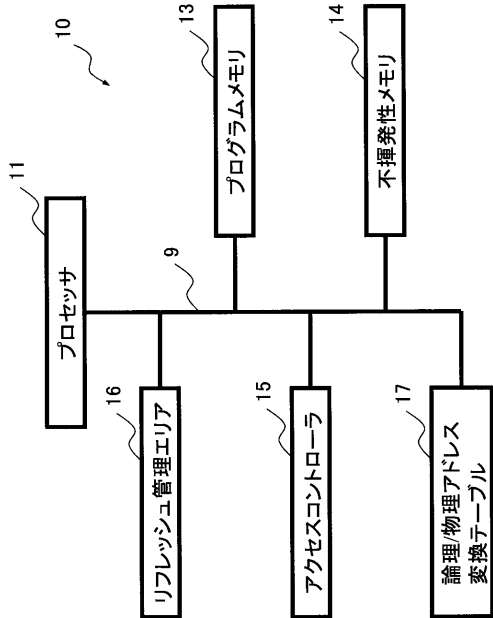 10
11
プロセッサ
9
13
プログラムメモリ
14
不揮発性メモリ
16
リフレッシュ管理エリア
15
アクセスコントローラ
17
論理/物理アドレス
変換テーブル